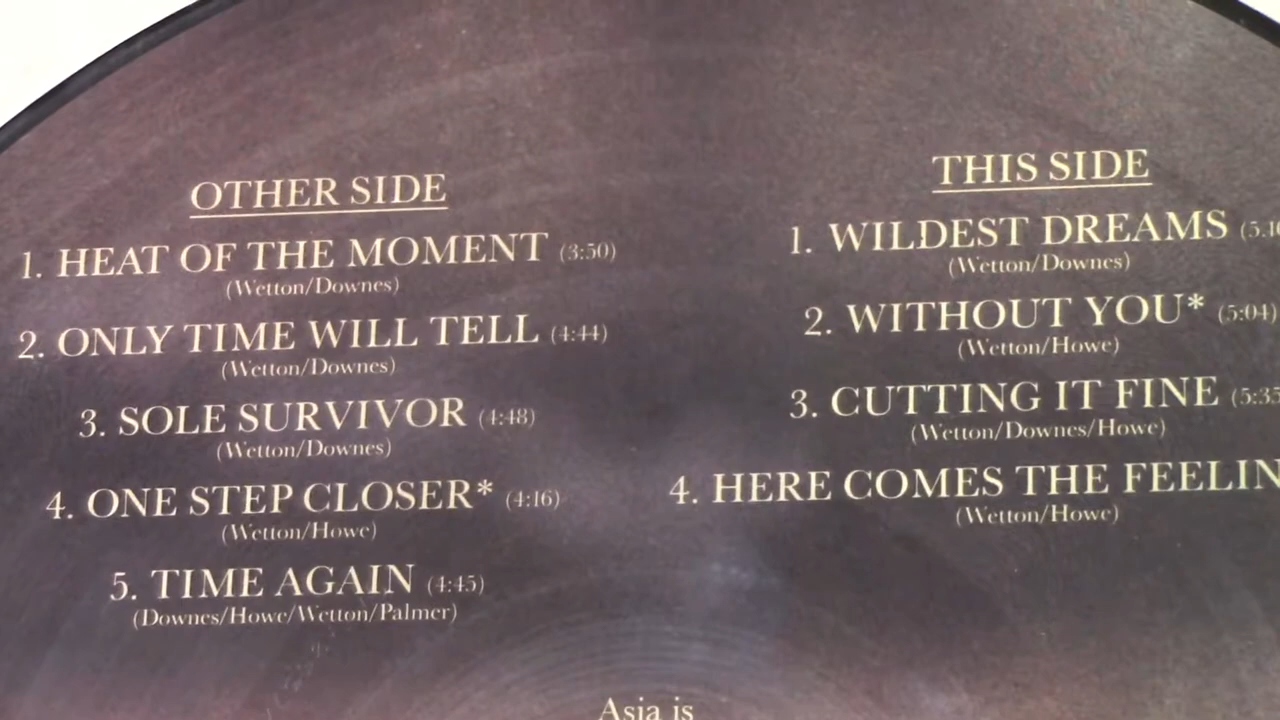 OTHER SIDE
1. HEAT OF THE MOMENT (3:50)
(Wetton/Downes)
2. ONLY TIME WILL TELL (4:44)
(Wetton/Downes)
3. SOLE SURVIVOR (4:48)
(Wetton/Downes)
4. ONE STEP CLOSER* (4:16)
(Wetton/Howe)
5. TIME AGAIN (4:45)
(Downes/Howe/Wetton/Palmer)
THIS SIDE
1. WILDEST DREAMS
(Wetton/Downes)
2. WITHOUT YOU* (5:04)
(Wetton/Howe)
3. CUTTING IT FINE (5:35
(Wetton/Downes/Howe)
4. HERE COMES THE FEELIN
(Wetton/Howe)
Asia is